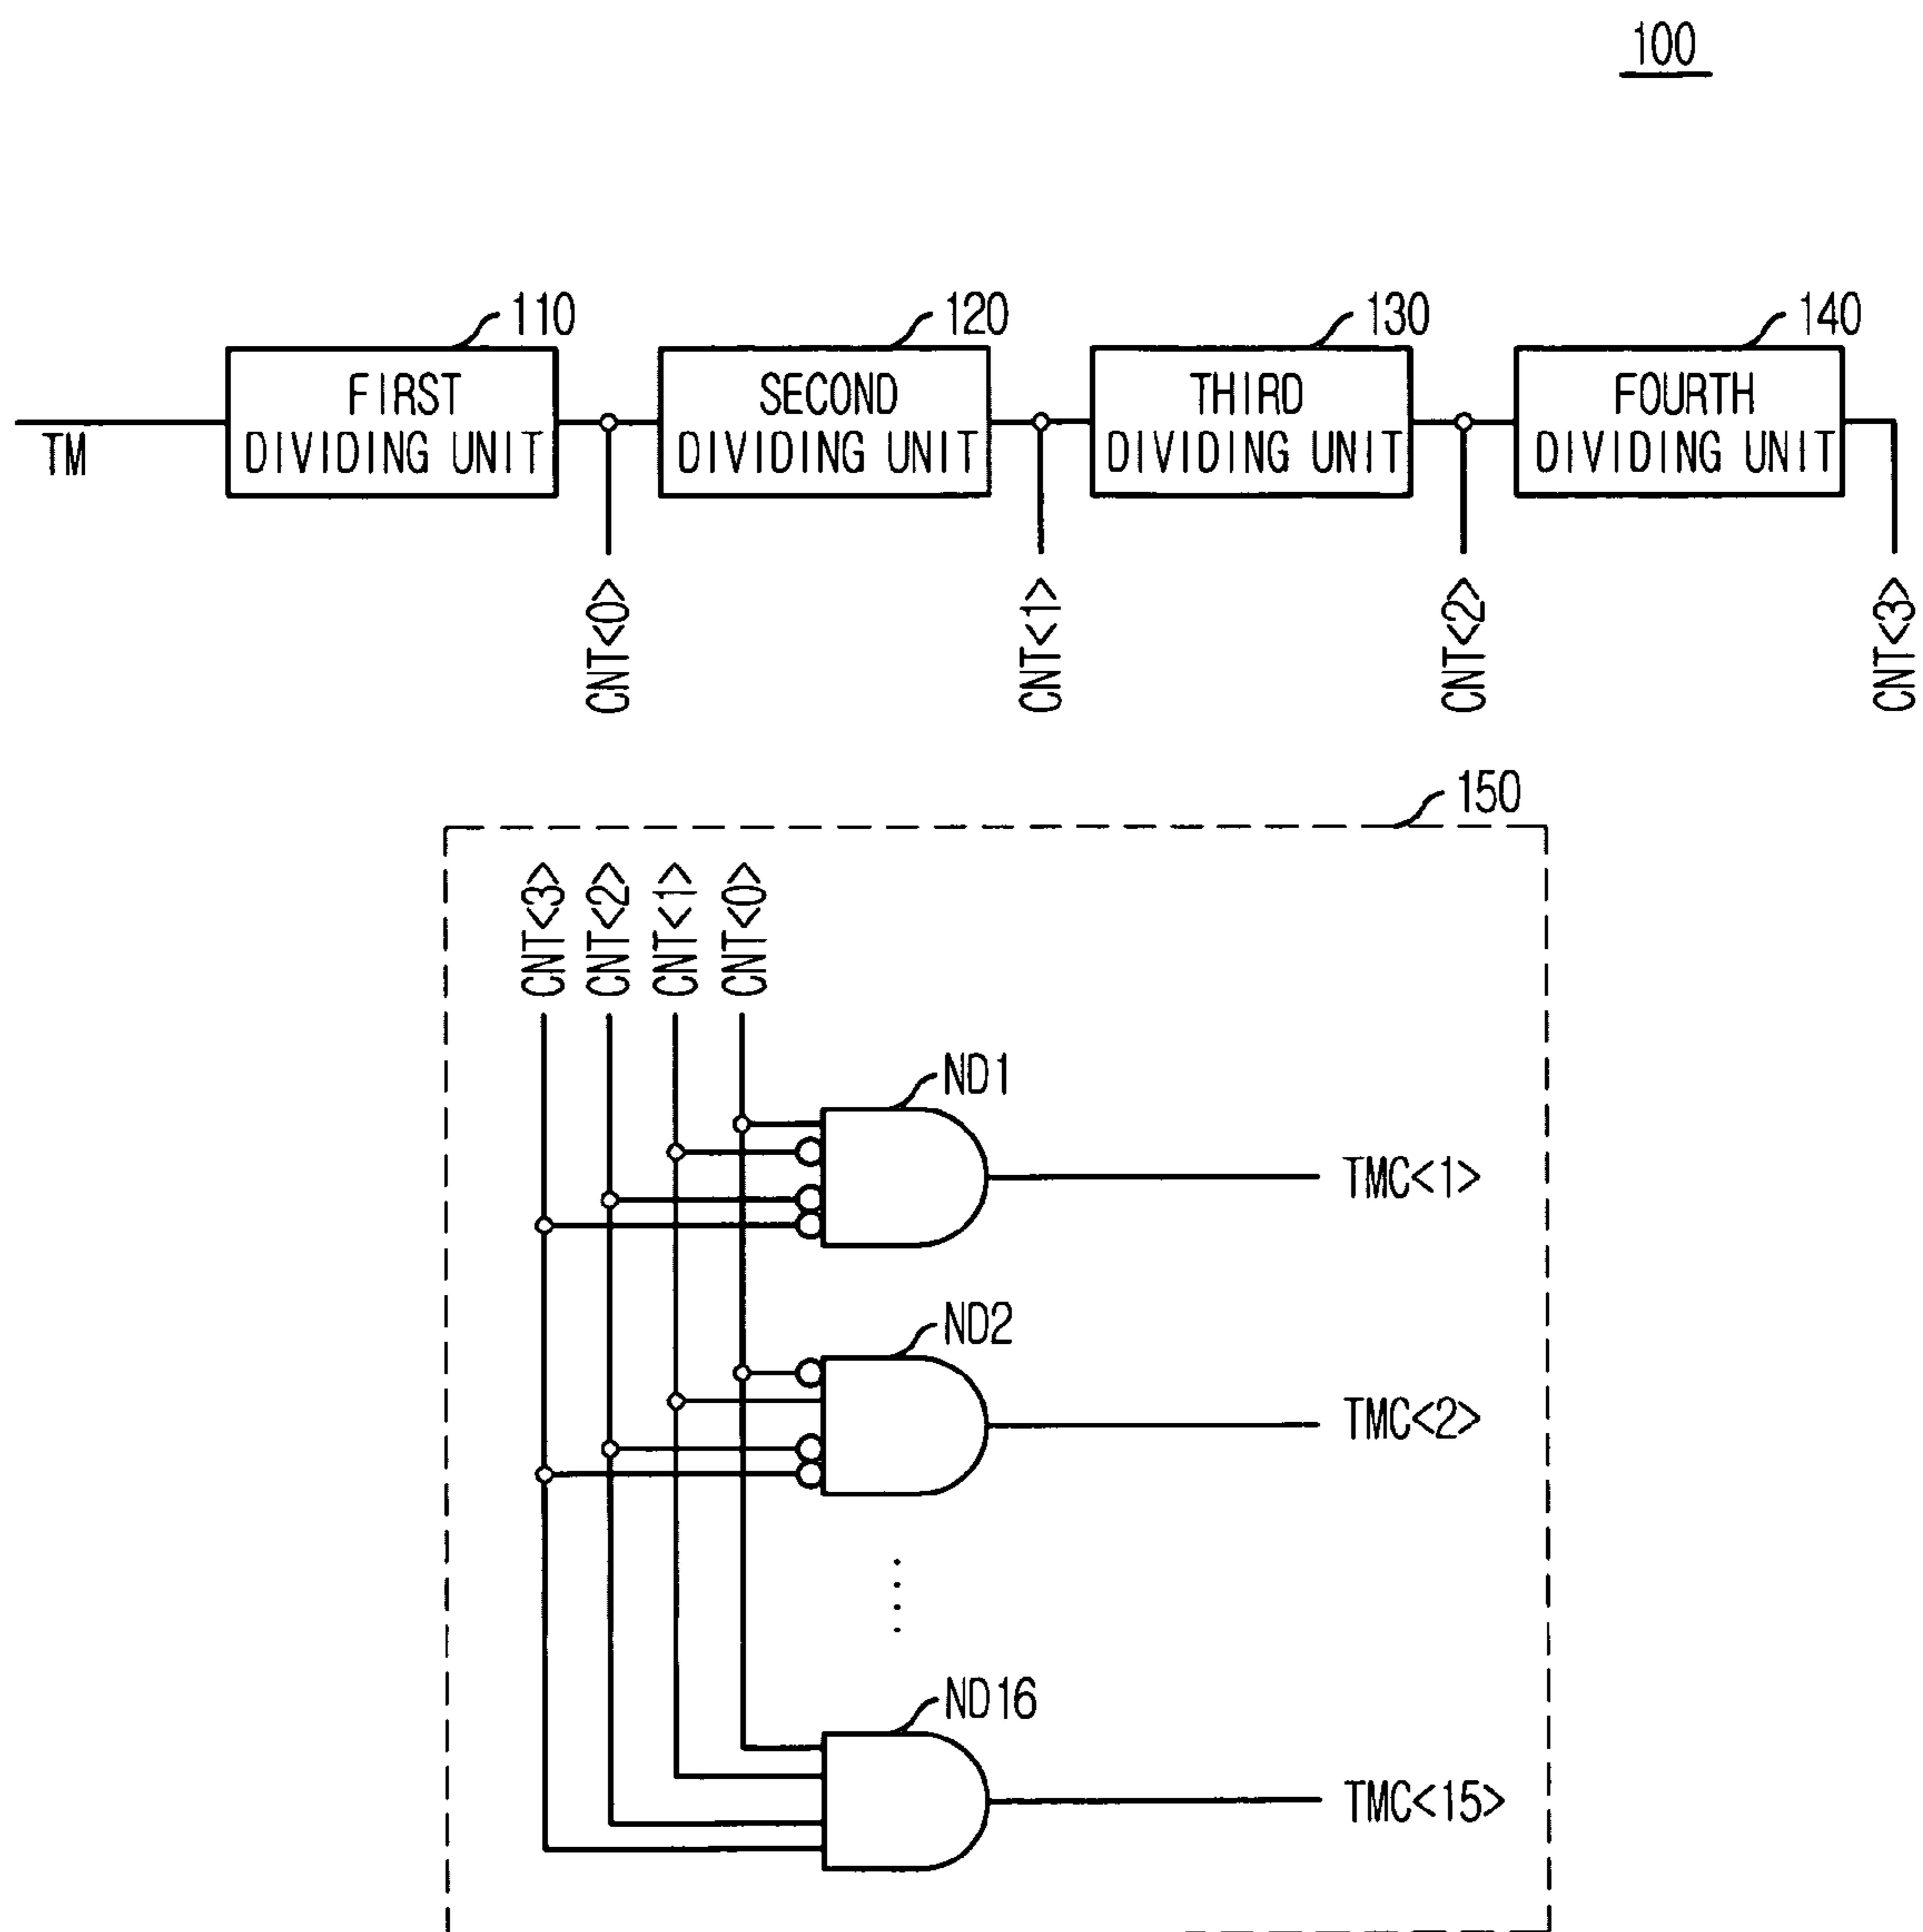 100
110
120
130
140
FIRST
DIVIDING UNIT
SECOND
DIVIDING UNIT
THIRD
DIVIDING UNIT
FOURTH
DIVIDING UNIT
TM
CNT<0>
CNT<1>
CNT<2>
CNT<3>
150
CNT<3>
CNT<2>
CNT<1>
CNT<0>
ND1
TMC<1>
ND2
TMC<2>
ND16
TMC<15>